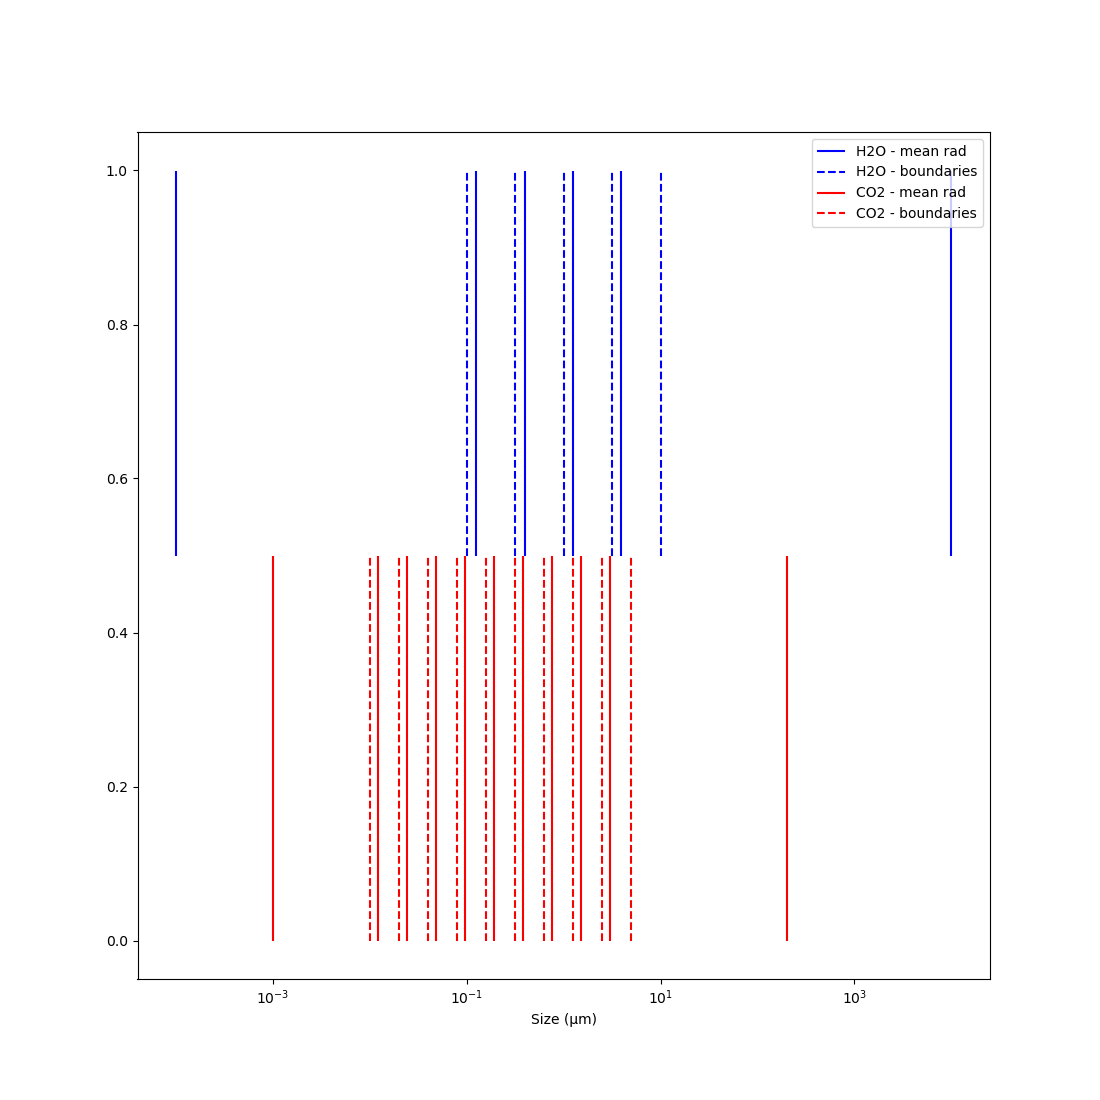 H2O - mean rad
H2O - boundaries
CO2 - mean rad
CO2 - boundaries
1.0
0.8
0.6
0.4
0.2
0.0
10⁻³ 10⁻¹ 10¹ 10³
Size (µm)